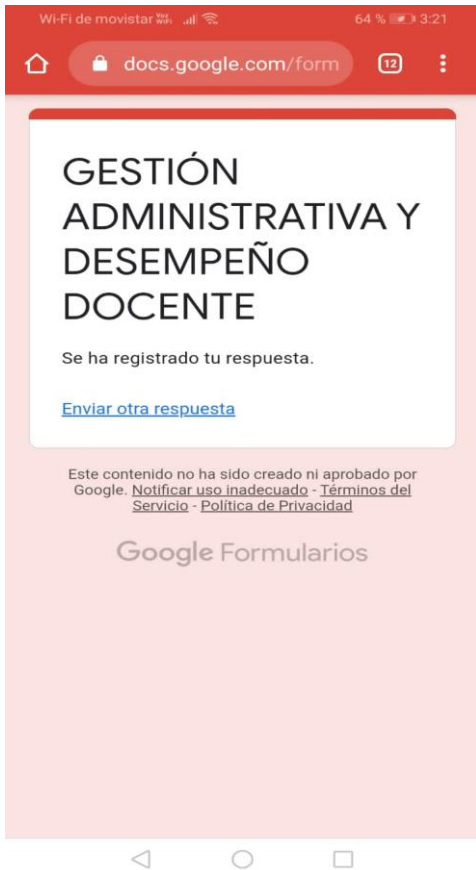 Wi-Fi de movistar 64 % 3:21
docs.google.com/form 12
GESTIÓN
ADMINISTRATIVA Y
DESEMPEÑO
DOCENTE
Se ha registrado tu respuesta.
Enviar otra respuesta
Este contenido no ha sido creado ni aprobado por
Google. Notificar uso inadecuado - Términos del
Servicio - Política de Privacidad
Google Formularios